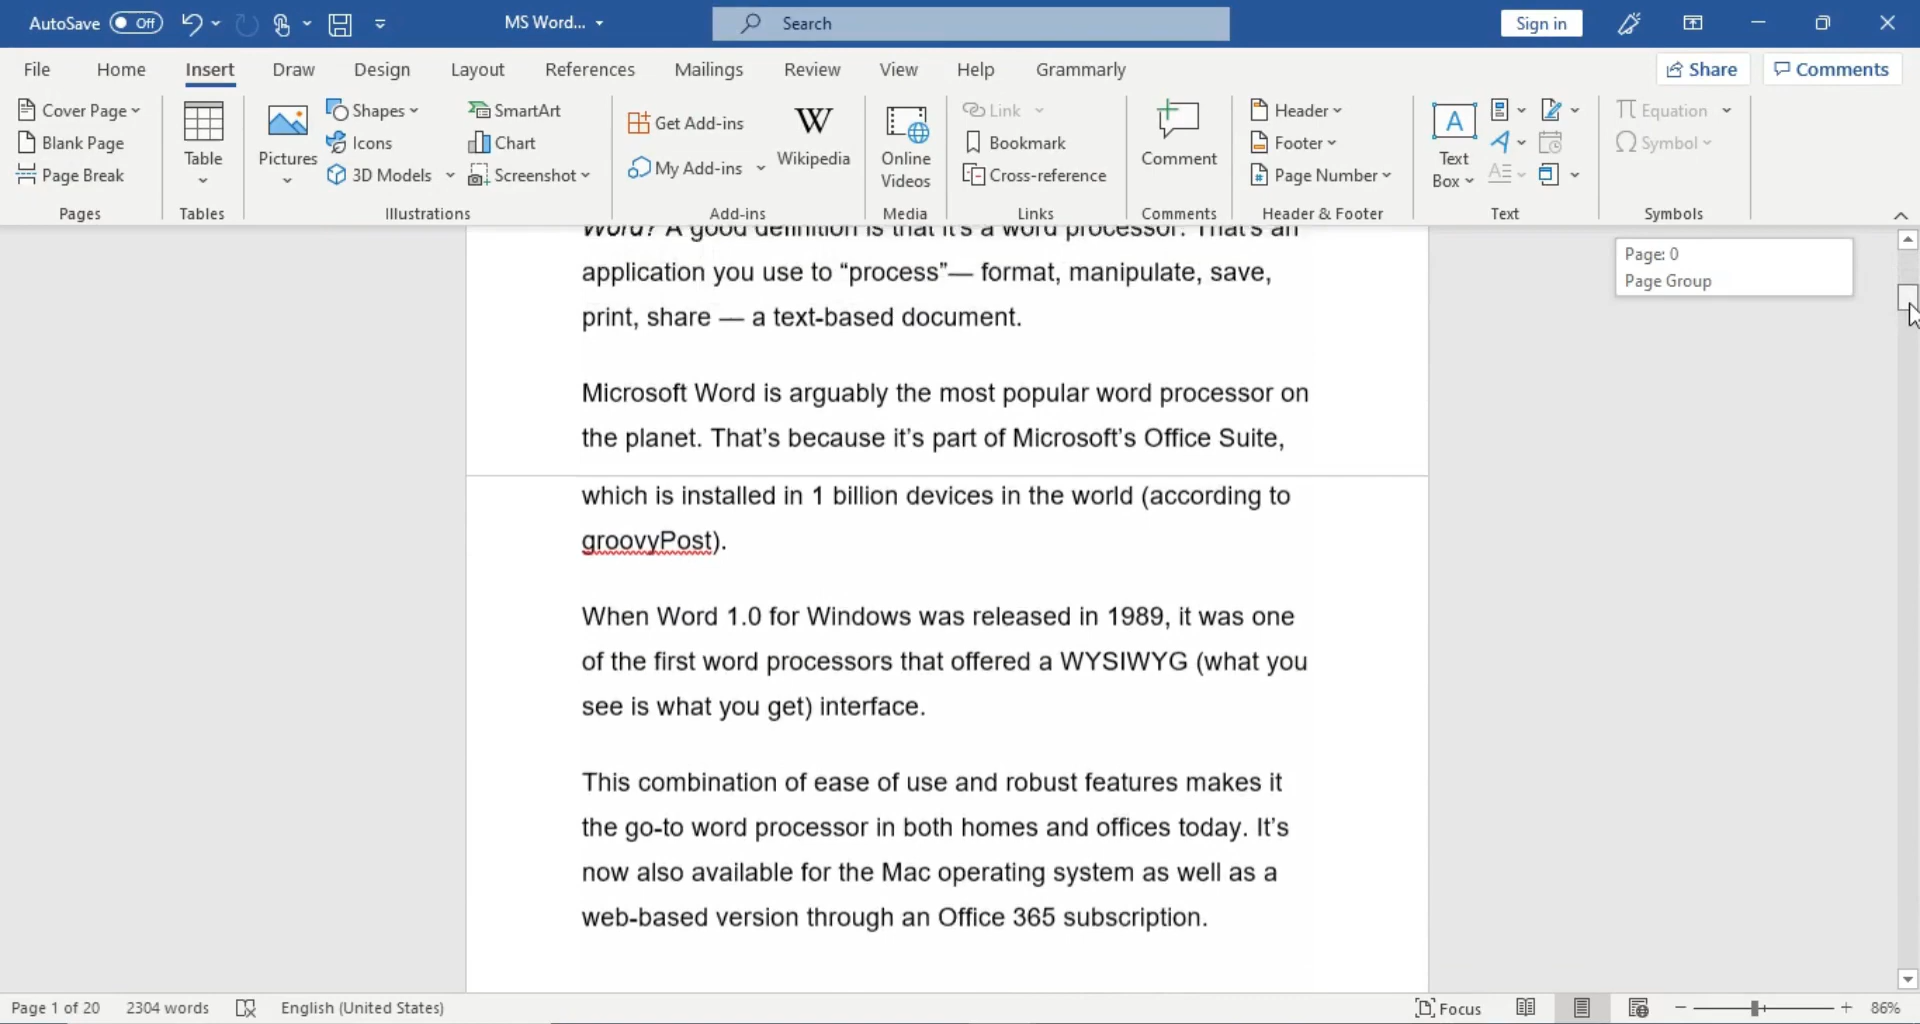 AutoSave Off MS Word... Search Sign in
File Home Insert Draw Design Layout References Mailings Review View Help Grammarly Share Comments
Cover Page
Blank Page
Page Break
Pages
Table
Tables
Pictures
Shapes
Icons
3D Models
SmartArt
Chart
Screenshot
Illustrations
Get Add-ins
My Add-ins
Wikipedia
Add-ins
Online
Videos
Media
Link
Bookmark
Cross-reference
Links
Comment
Comments
Header
Footer
Page Number
Header & Footer
A
Text
Box
Text
Equation
Symbol
Symbols
Page: 0
Page Group
Word? A good definition is that it's a word processor. That's an
application you use to “process”— format, manipulate, save,
print, share — a text-based document.
Microsoft Word is arguably the most popular word processor on
the planet. That’s because it’s part of Microsoft’s Office Suite,
which is installed in 1 billion devices in the world (according to
groovyPost).
When Word 1.0 for Windows was released in 1989, it was one
of the first word processors that offered a WYSIWYG (what you
see is what you get) interface.
This combination of ease of use and robust features makes it
the go-to word processor in both homes and offices today. It’s
now also available for the Mac operating system as well as a
web-based version through an Office 365 subscription.
Page 1 of 20 2304 words English (United States) Focus 86%